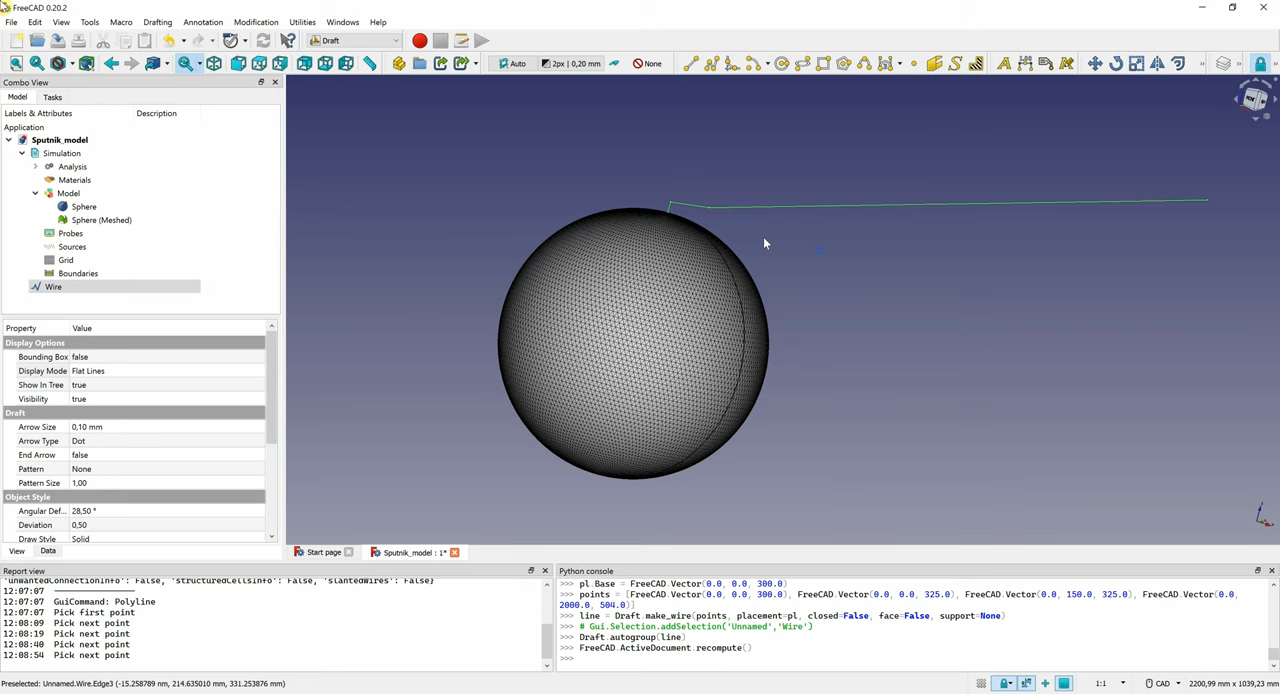 FreeCAD 0.20.2
File Edit View Tools Macro Drafting Annotation Modification Utilities Windows Help
Draft
Auto 2px | 0,20 mm None
Combo View
Model Tasks
Labels & Attributes Description
Application
Sputnik_model
Simulation
Analysis
Materials
Model
Sphere
Sphere (Meshed)
Probes
Sources
Grid
Boundaries
Wire
Property Value
Display Options
Bounding Box false
Display Mode Flat Lines
Show In Tree true
Visibility true
Draft
Arrow Size 0,10 mm
Arrow Type Dot
End Arrow false
Pattern None
Pattern Size 1,00
Object Style
Angular Def... 28,50 °
Deviation 0,50
Draw Style Solid
View Data
Start page Sputnik_model : 1*
Report view
'unwantedConnectionInfo': False, 'structuredCellsInfo': False, 'slantedWires': False}
12:07:07
12:07:07 GuiCommand: Polyline
12:07:07 Pick first point
12:08:09 Pick next point
12:08:19 Pick next point
12:08:40 Pick next point
12:08:54 Pick next point
Python console
>>> pl.Base = FreeCAD.Vector(0.0, 0.0, 300.0)
>>> points = [FreeCAD.Vector(0.0, 0.0, 300.0), FreeCAD.Vector(0.0, 0.0, 325.0), FreeCAD.Vector(0.0, 150.0, 325.0), FreeCAD.Vector(0.0,
2000.0, 504.0)]
>>> line = Draft.make_wire(points, placement=pl, closed=False, face=False, support=None)
>>> # Gui.Selection.addSelection('Unnamed','Wire')
>>> Draft.autogroup(line)
>>> FreeCAD.ActiveDocument.recompute()
>>>
Preselected: Unnamed.Wire.Edge3 (-15.258789 mm, 214.635010 mm, 331.253876 mm)
1:1 CAD 2200,99 mm x 1039,23 mm